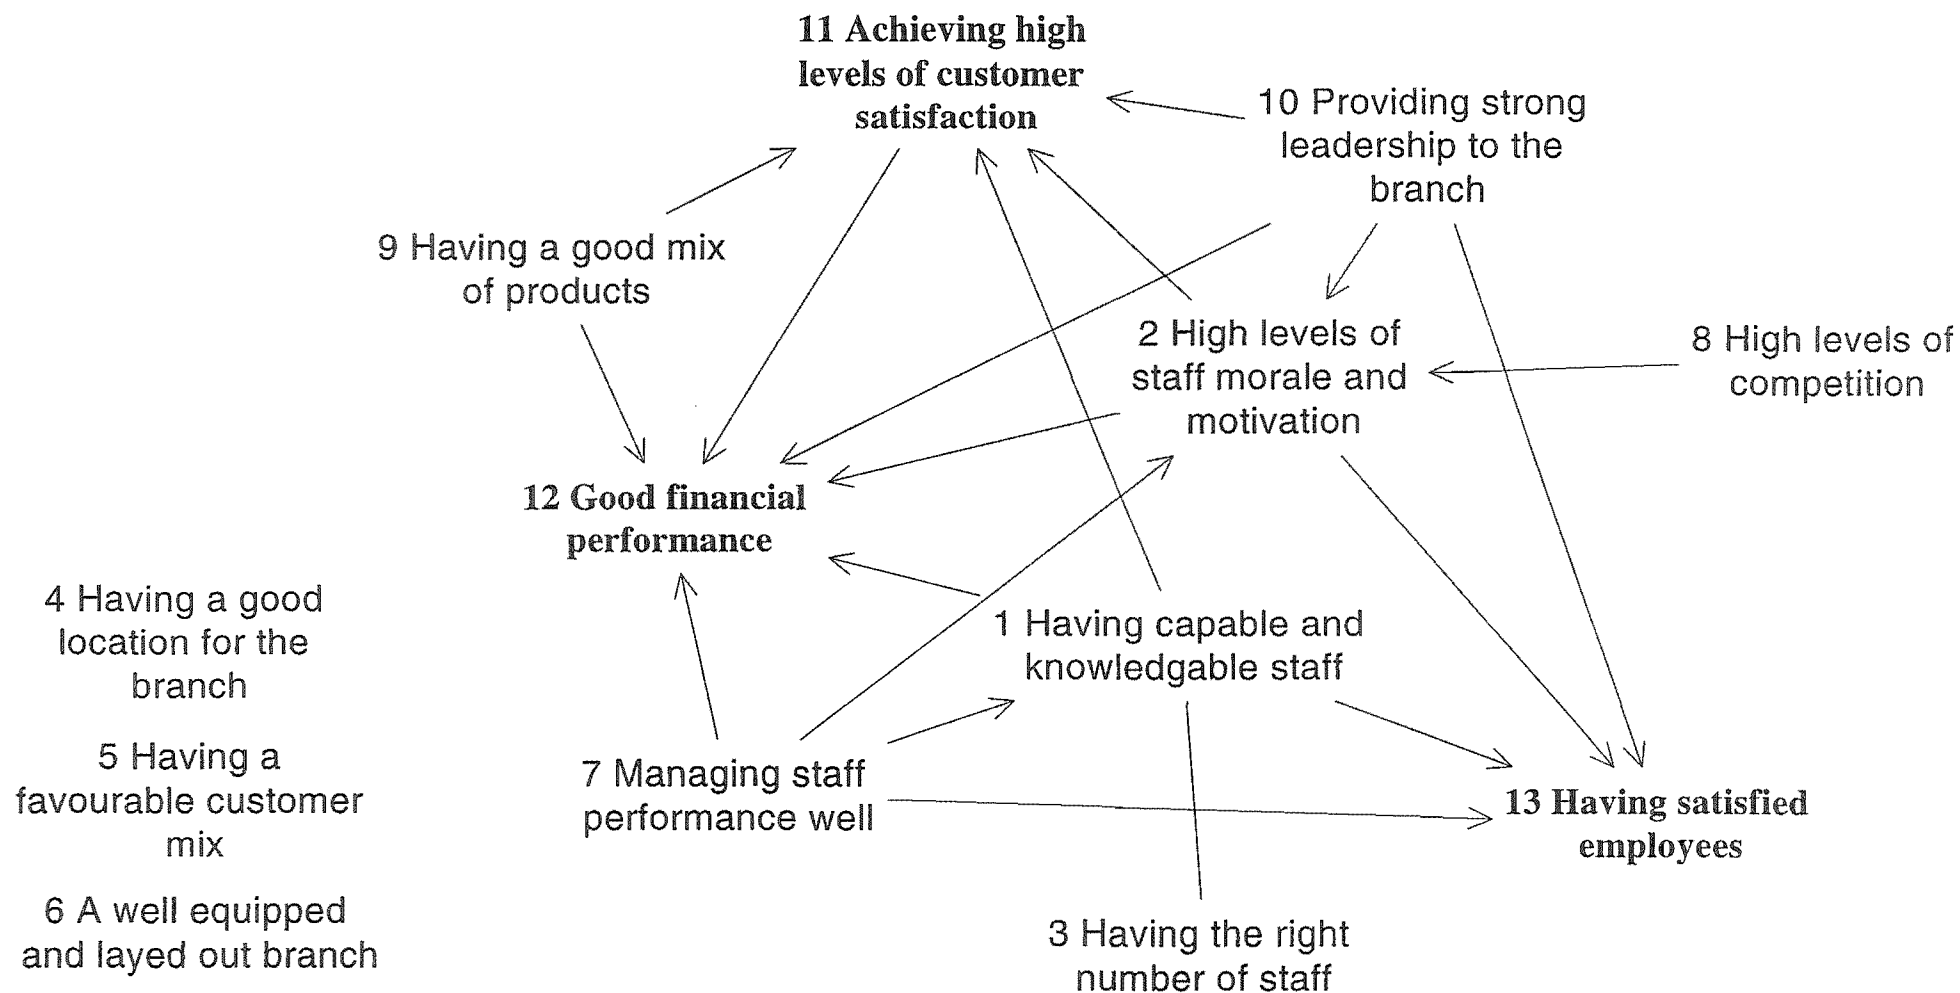 11 Achieving high
levels of customer
satisfaction
10 Providing strong
leadership to the
branch
9 Having a good mix
of products
2 High levels of
staff morale and
motivation
8 High levels of
competition
12 Good financial
performance
4 Having a good
location for the
branch
1 Having capable and
knowledgable staff
5 Having a
favourable customer
mix
7 Managing staff
performance well
13 Having satisfied
employees
6 A well equipped
and layed out branch
3 Having the right
number of staff